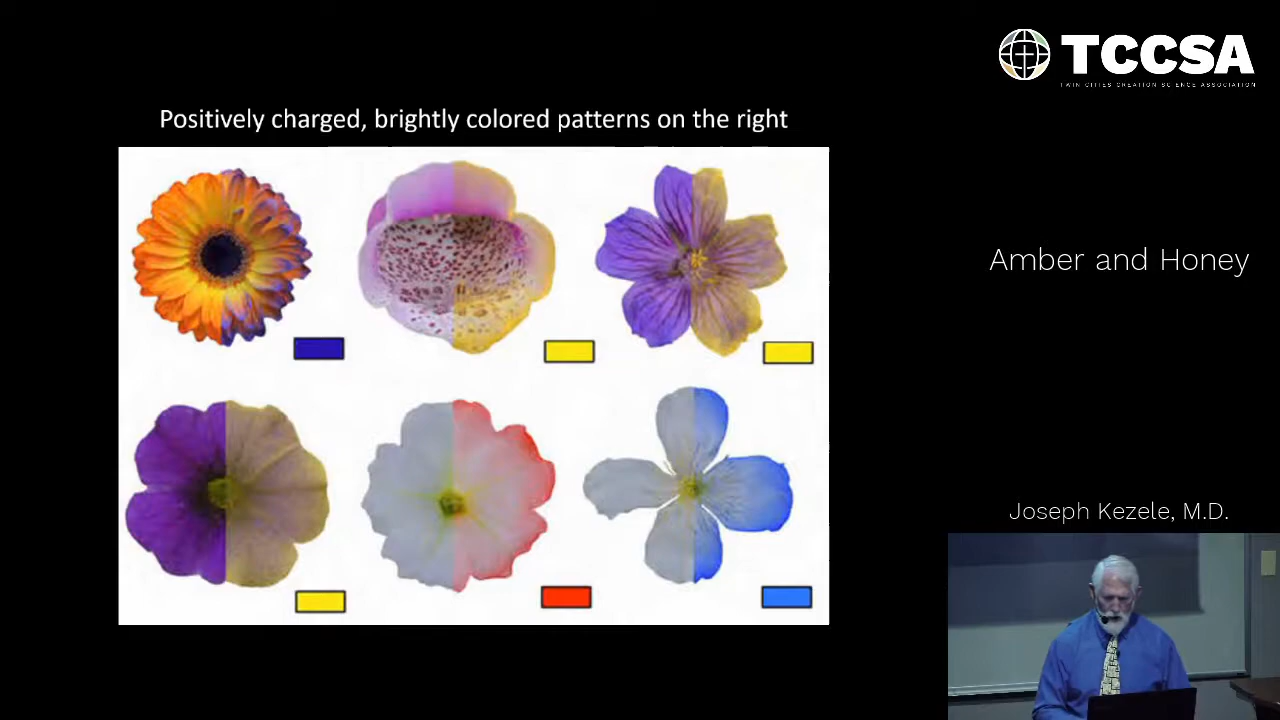 TCCSA
TWIN CITIES CREATION SCIENCE ASSOCIATION
Positively charged, brightly colored patterns on the right
Amber and Honey
Joseph Kezele, M.D.